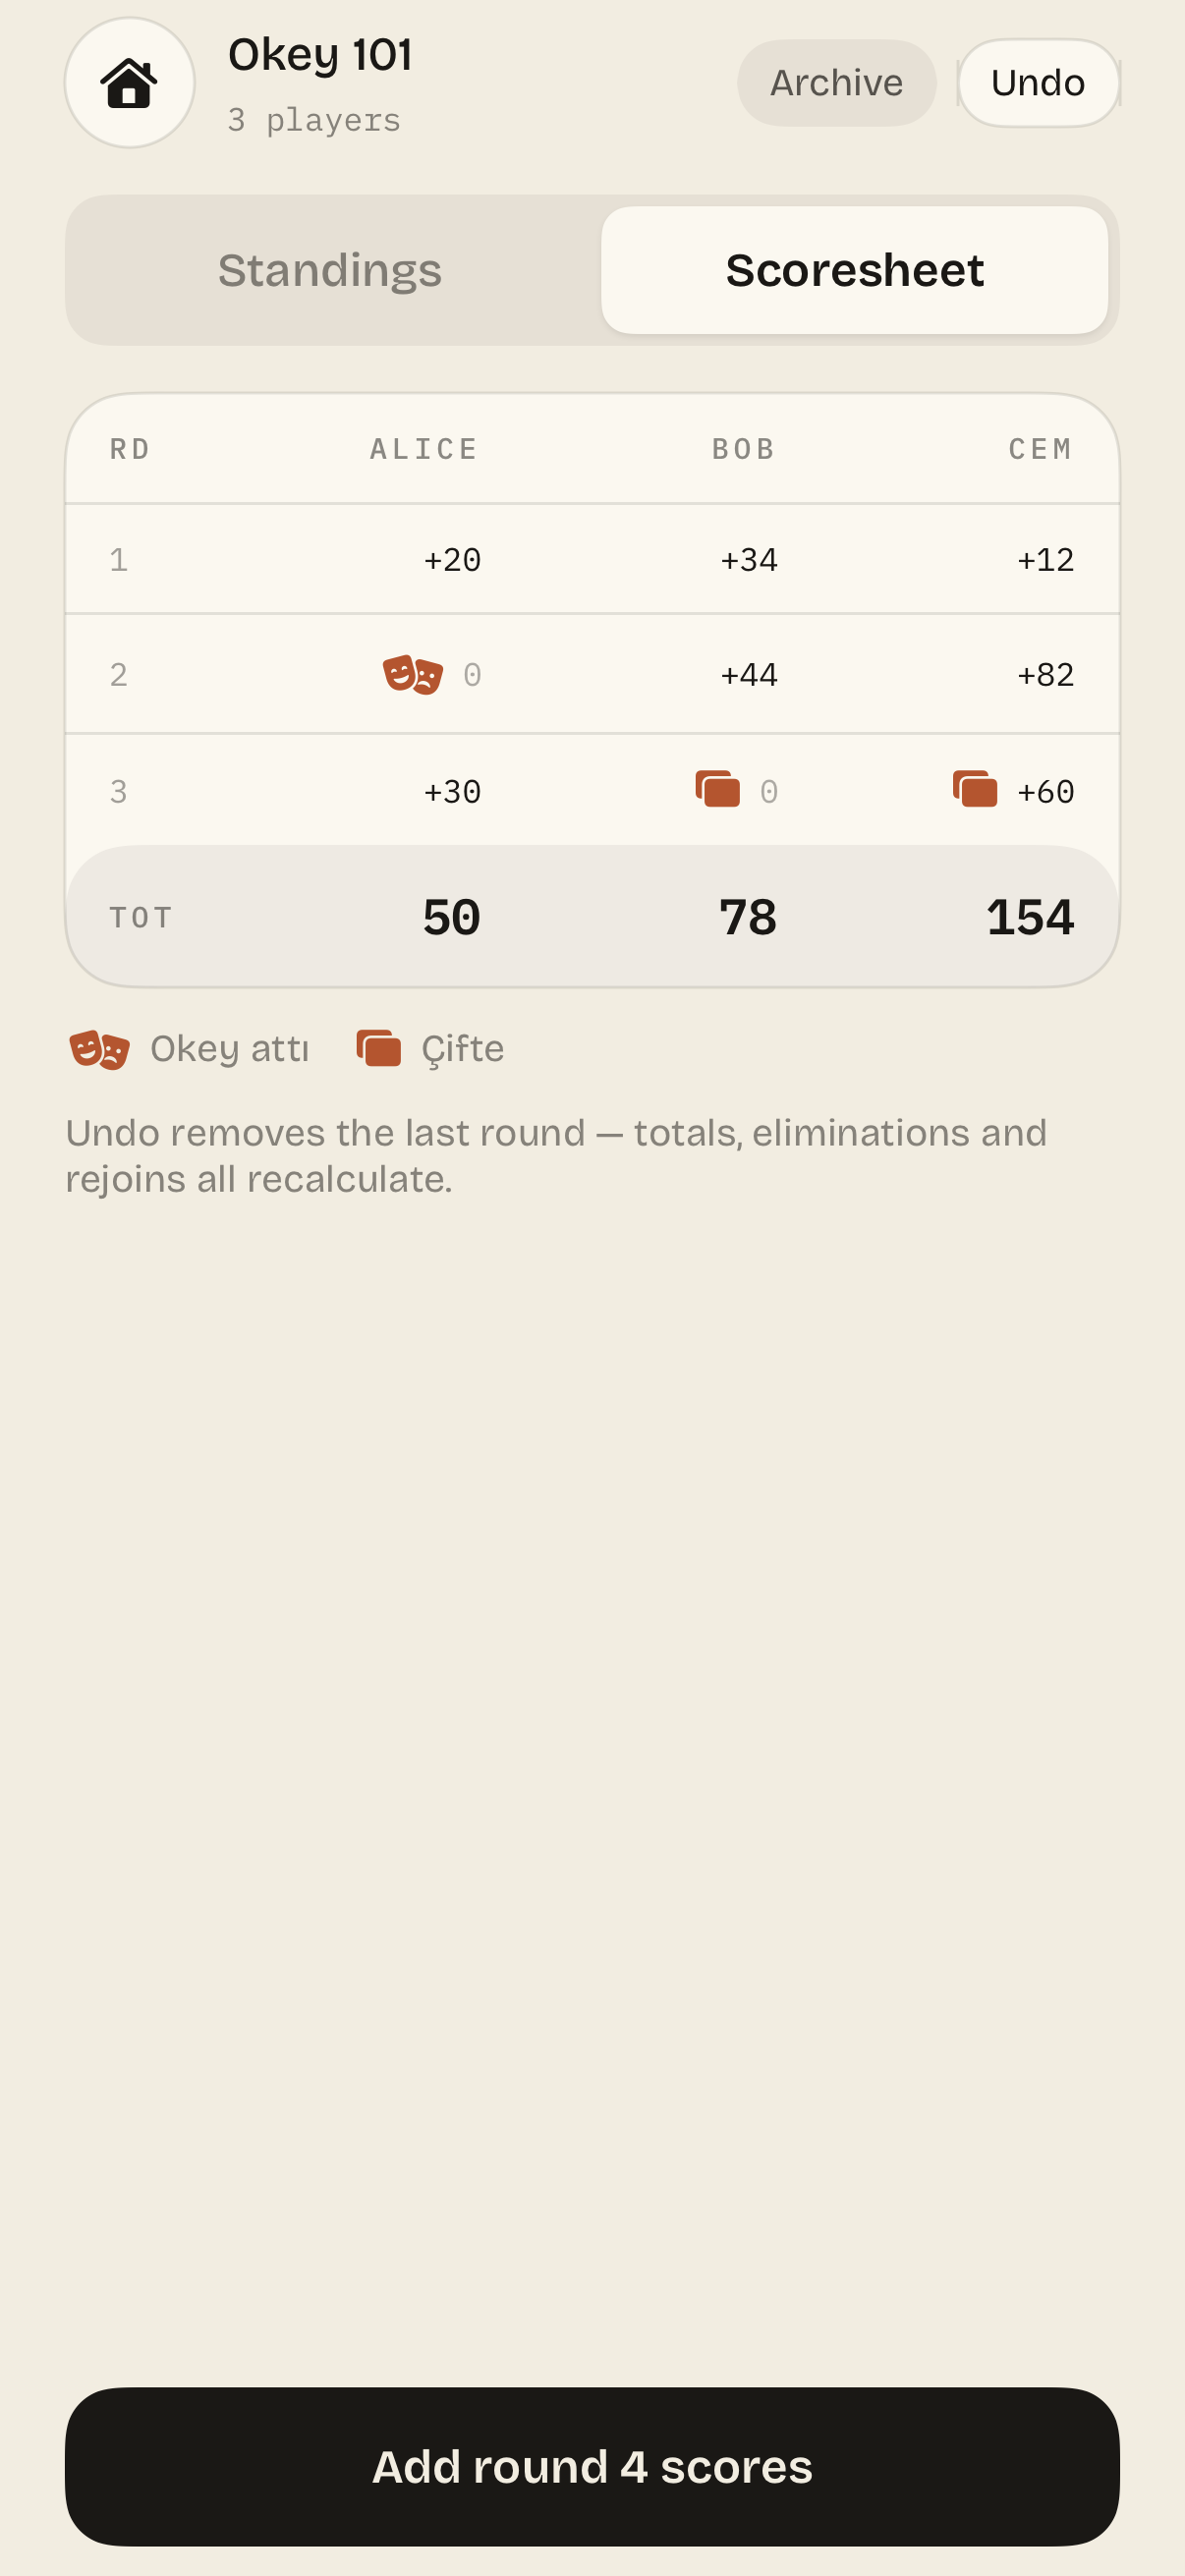 Okey 101
3 players
Archive
Undo
Standings
Scoresheet
RD ALICE BOB CEM
1 +20 +34 +12
2 0 +44 +82
3 +30 0 +60
TOT 50 78 154
Okey attı Çifte
Undo removes the last round — totals, eliminations and
rejoins all recalculate.
Add round 4 scores